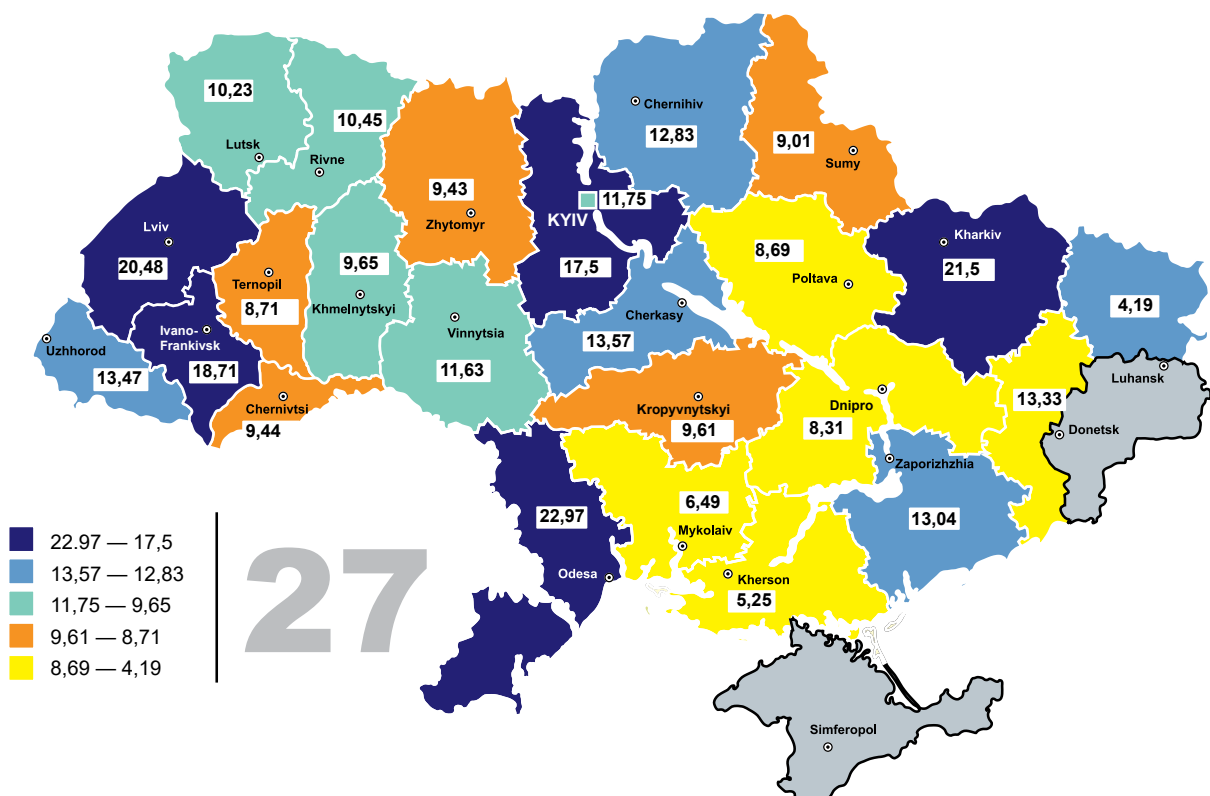 10,23
10,45
Lutsk
Rivne
9,43
Zhytomyr
KYIV
11,75
17,5
Chernihiv
12,83
9,01
Sumy
Lviv
20,48
Ternopil
8,71
9,65
Khmelnytskyi
Vinnytsia
11,63
Cherkasy
13,57
8,69
Poltava
Kharkiv
21,5
4,19
Luhansk
Uzhhorod
13,47
Ivano-
Frankivsk
18,71
Chernivtsi
9,44
Kropyvnytskyi
9,61
Dnipro
8,31
13,33
Donetsk
Zaporizhzhia
13,04
22,97
Odesa
6,49
Mykolaiv
Kherson
5,25
Simferopol
22.97 — 17,5
13,57 — 12,83
11,75 — 9,65
9,61 — 8,71
8,69 — 4,19
27